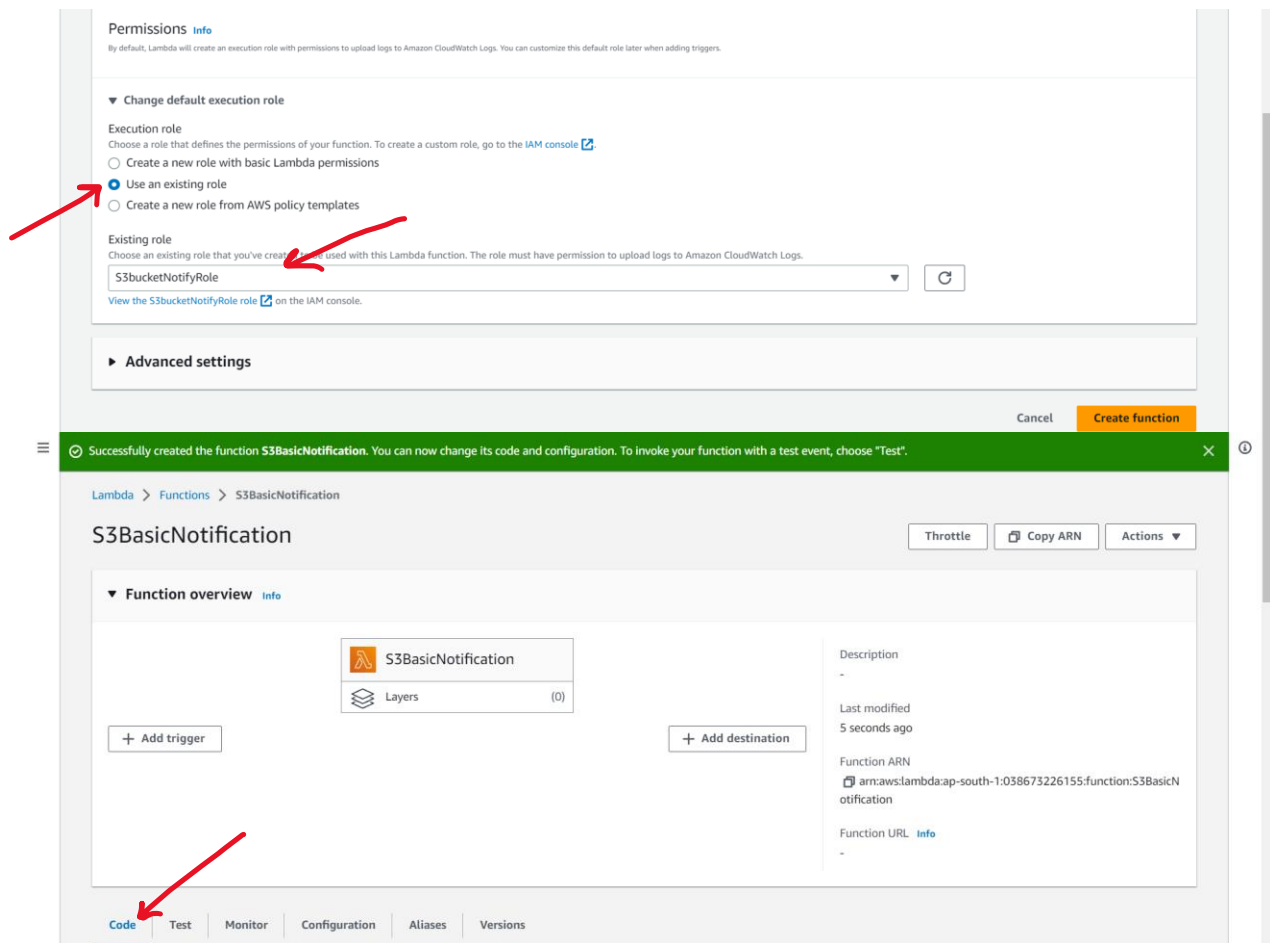 Permissions Info
By default, Lambda will create an execution role with permissions to upload logs to Amazon CloudWatch Logs. You can customize this default role later when adding triggers.
Change default execution role
Execution role
Choose a role that defines the permissions of your function. To create a custom role, go to the IAM console.
Create a new role with basic Lambda permissions
Use an existing role
Create a new role from AWS policy templates
Existing role
Choose an existing role that you've created to be used with this Lambda function. The role must have permission to upload logs to Amazon CloudWatch Logs.
S3bucketNotifyRole
View the S3bucketNotifyRole role on the IAM console.
Advanced settings
Cancel Create function
Successfully created the function S3BasicNotification. You can now change its code and configuration. To invoke your function with a test event, choose "Test".
Lambda > Functions > S3BasicNotification
S3BasicNotification
Throttle Copy ARN Actions
Function overview Info
S3BasicNotification
Layers (0)
+ Add trigger
+ Add destination
Description
-
Last modified
5 seconds ago
Function ARN
arn:aws:lambda:ap-south-1:038673226155:function:S3BasicN
otification
Function URL Info
-
Code Test Monitor Configuration Aliases Versions